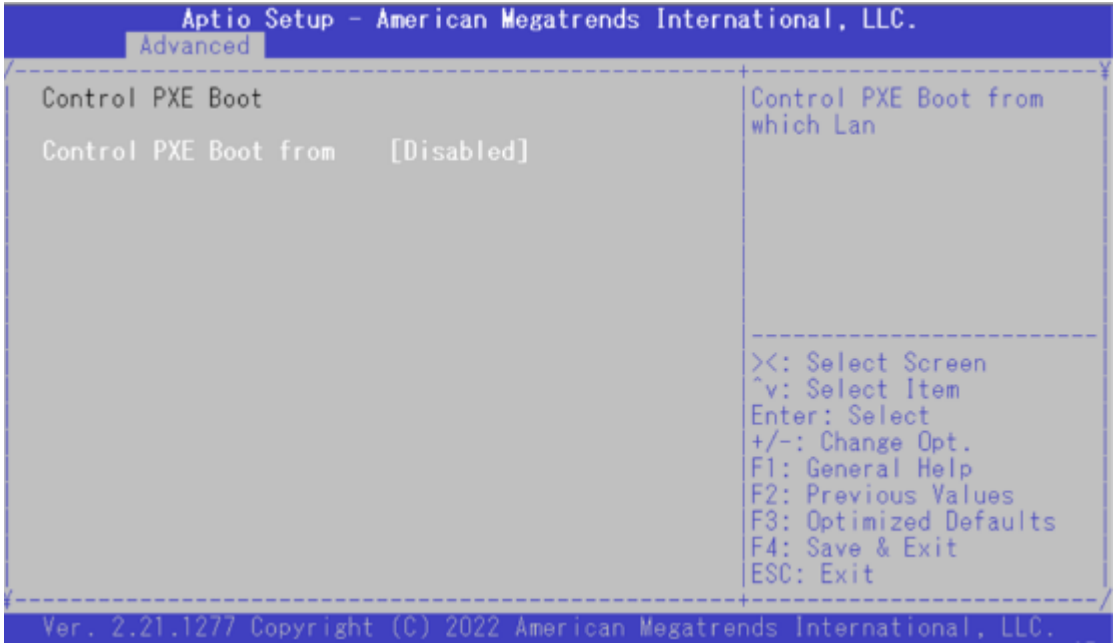 Aptio Setup - American Megatrends International, LLC.
Advanced
Control PXE Boot
Control PXE Boot from [Disabled]
Control PXE Boot from
which Lan
><: Select Screen
^v: Select Item
Enter: Select
+/-: Change Opt.
F1: General Help
F2: Previous Values
F3: Optimized Defaults
F4: Save & Exit
ESC: Exit
Ver. 2.21.1277 Copyright (C) 2022 American Megatrends International, LLC.